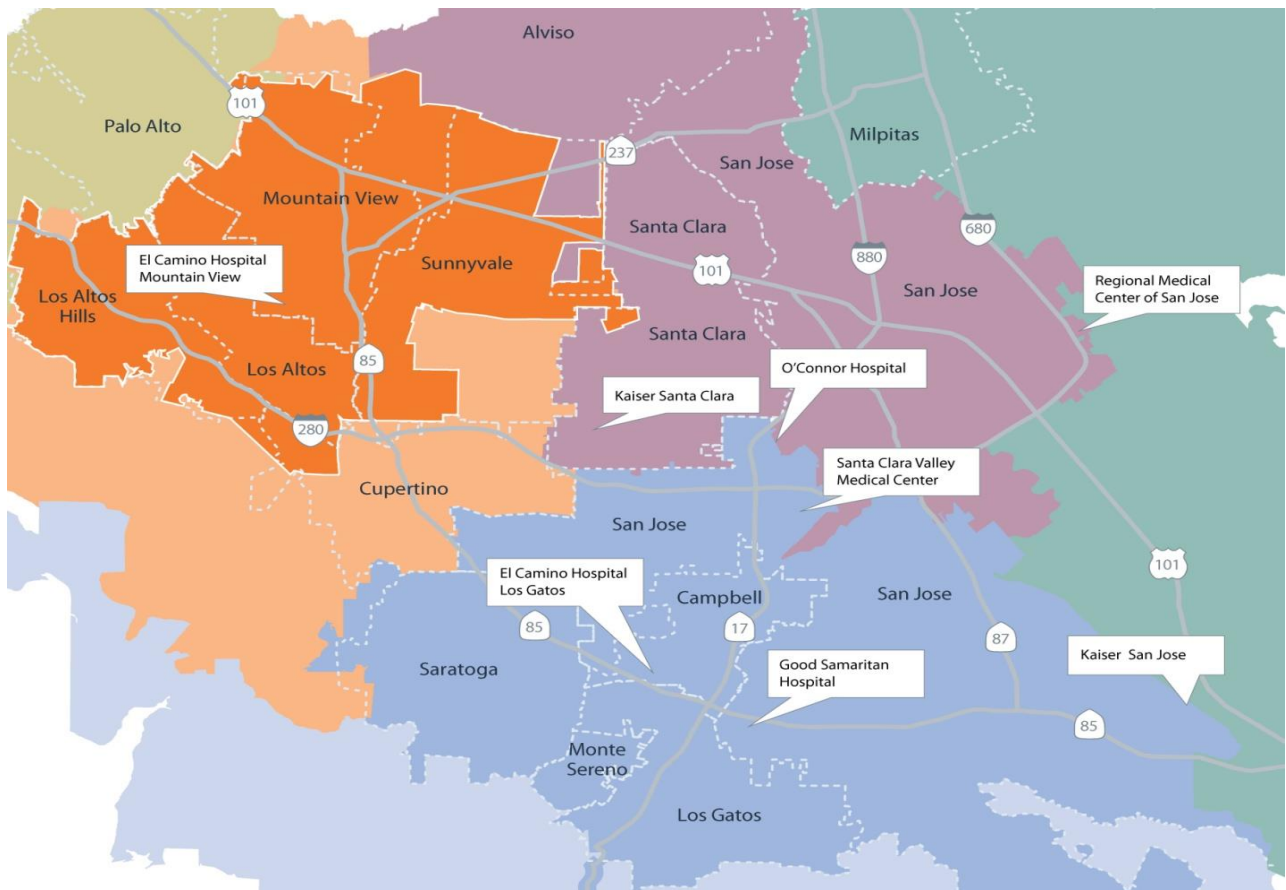 Alviso
101
Palo Alto
Milpitas
237
San Jose
Mountain View
Santa Clara
680
El Camino Hospital
Mountain View
Sunnyvale
880
101
Regional Medical
Center of San Jose
Los Altos
Hills
San Jose
Santa Clara
85
Los Altos
O'Connor Hospital
Kaiser Santa Clara
280
Santa Clara Valley
Medical Center
Cupertino
San Jose
101
El Camino Hospital
Los Gatos
Campbell
San Jose
85
17
87
Kaiser San Jose
Saratoga
Good Samaritan
Hospital
85
Monte
Sereno
Los Gatos